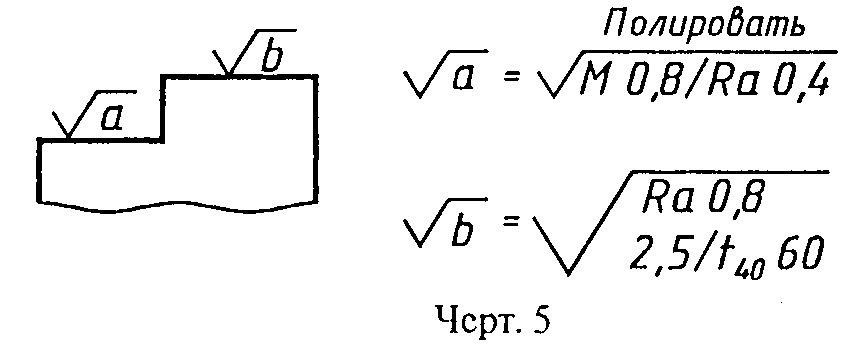 √b
√a
Полировать
√a = √M 0,8/Ra 0,4
√b = √Ra 0,8
2,5/t40 60
Черт. 5